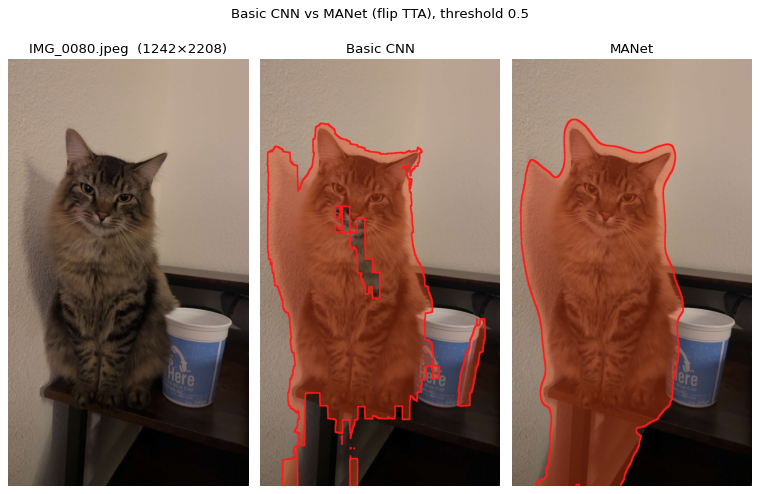 Basic CNN vs MANet (flip TTA), threshold 0.5
IMG_0080.jpeg  (1242×2208)
Basic CNN
MANet
Here
Here
Here